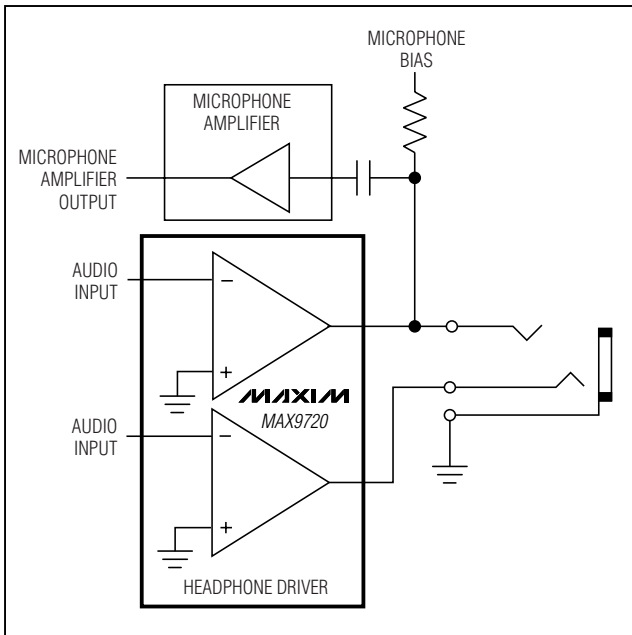 MICROPHONE
BIAS
MICROPHONE
AMPLIFIER
MICROPHONE
AMPLIFIER
OUTPUT
AUDIO
INPUT
−
+
MAXIM
MAX9720
AUDIO
INPUT
−
+
HEADPHONE DRIVER